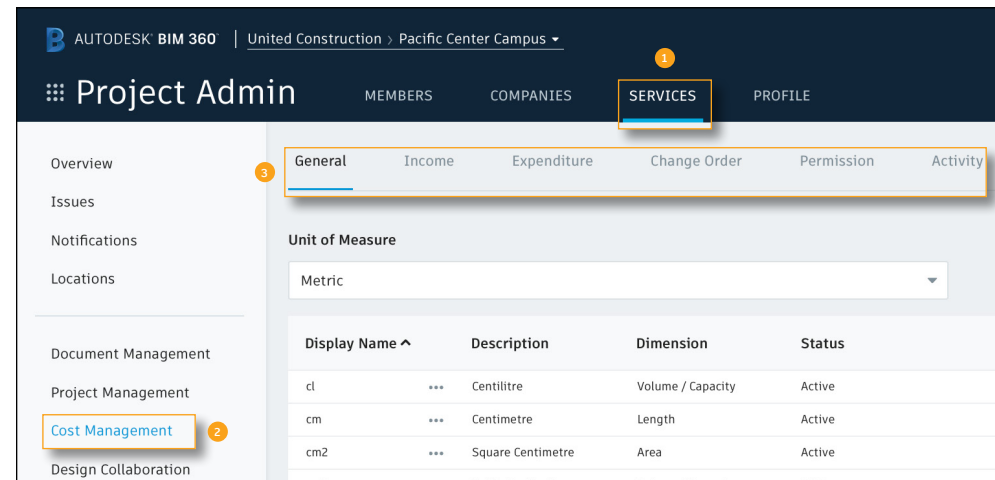 AUTODESK® BIM 360® | United Construction > Pacific Center Campus
1
Project Admin MEMBERS COMPANIES SERVICES PROFILE
Overview
3 General Income Expenditure Change Order Permission Activity
Issues
Notifications
Unit of Measure
Locations
Metric
Display Name Description Dimension Status
Document Management
cl ••• Centilitre Volume / Capacity Active
Project Management
cm ••• Centimetre Length Active
Cost Management 2
cm2 ••• Square Centimetre Area Active
Design Collaboration